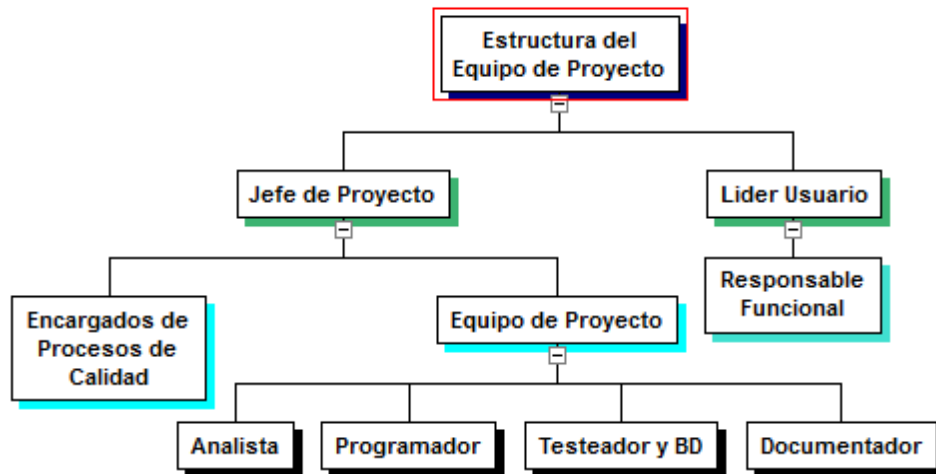 Estructura del
Equipo de Proyecto
Jefe de Proyecto
Lider Usuario
Encargados de
Procesos de
Calidad
Equipo de Proyecto
Responsable
Funcional
Analista
Programador
Testeador y BD
Documentador